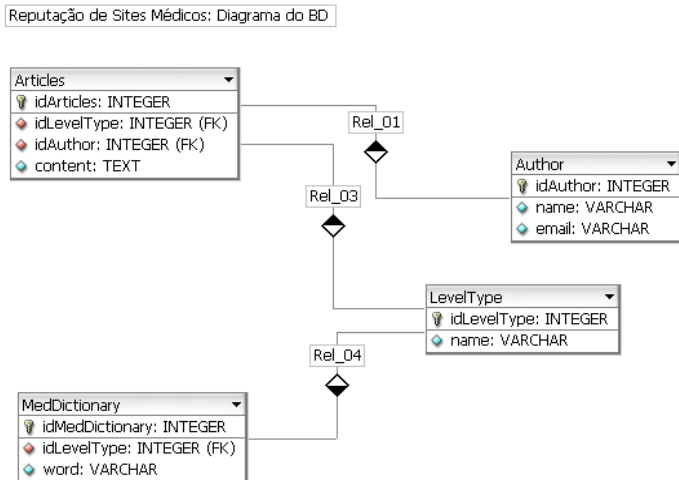 Reputação de Sites Médicos: Diagrama do BD
Articles
idArticles: INTEGER
idLevelType: INTEGER (FK)
idAuthor: INTEGER (FK)
content: TEXT
Rel_01
Author
idAuthor: INTEGER
name: VARCHAR
email: VARCHAR
Rel_03
LevelType
idLevelType: INTEGER
name: VARCHAR
Rel_04
MedDictionary
idMedDictionary: INTEGER
idLevelType: INTEGER (FK)
word: VARCHAR